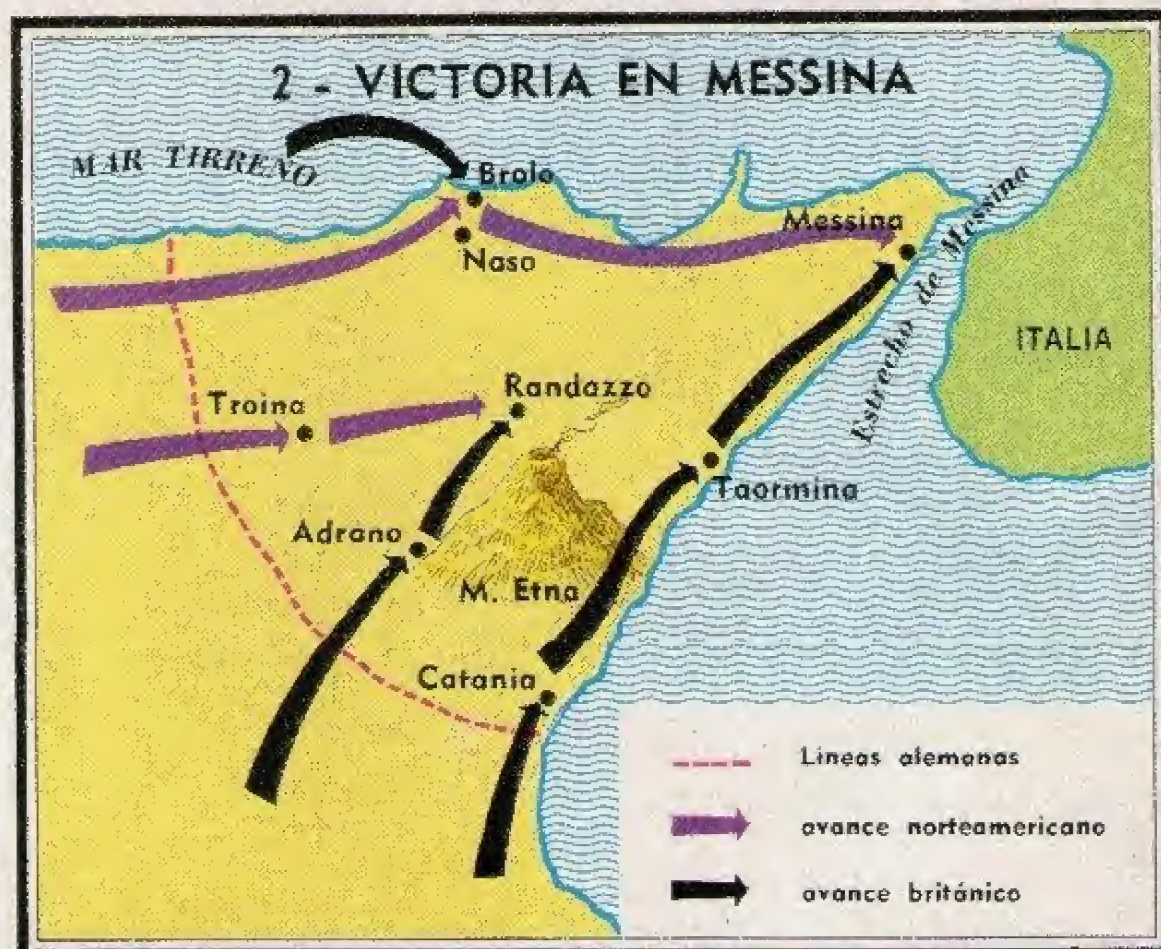 2 - VICTORIA EN MESSINA
MAR TIRRENO
Brolo
Messina
Naso
Estrecho de Messina
ITALIA
Randazzo
Troina
Taormina
Adrano
M. Etna
Catania
Líneas alemanas
avance norteamericano
avance británico